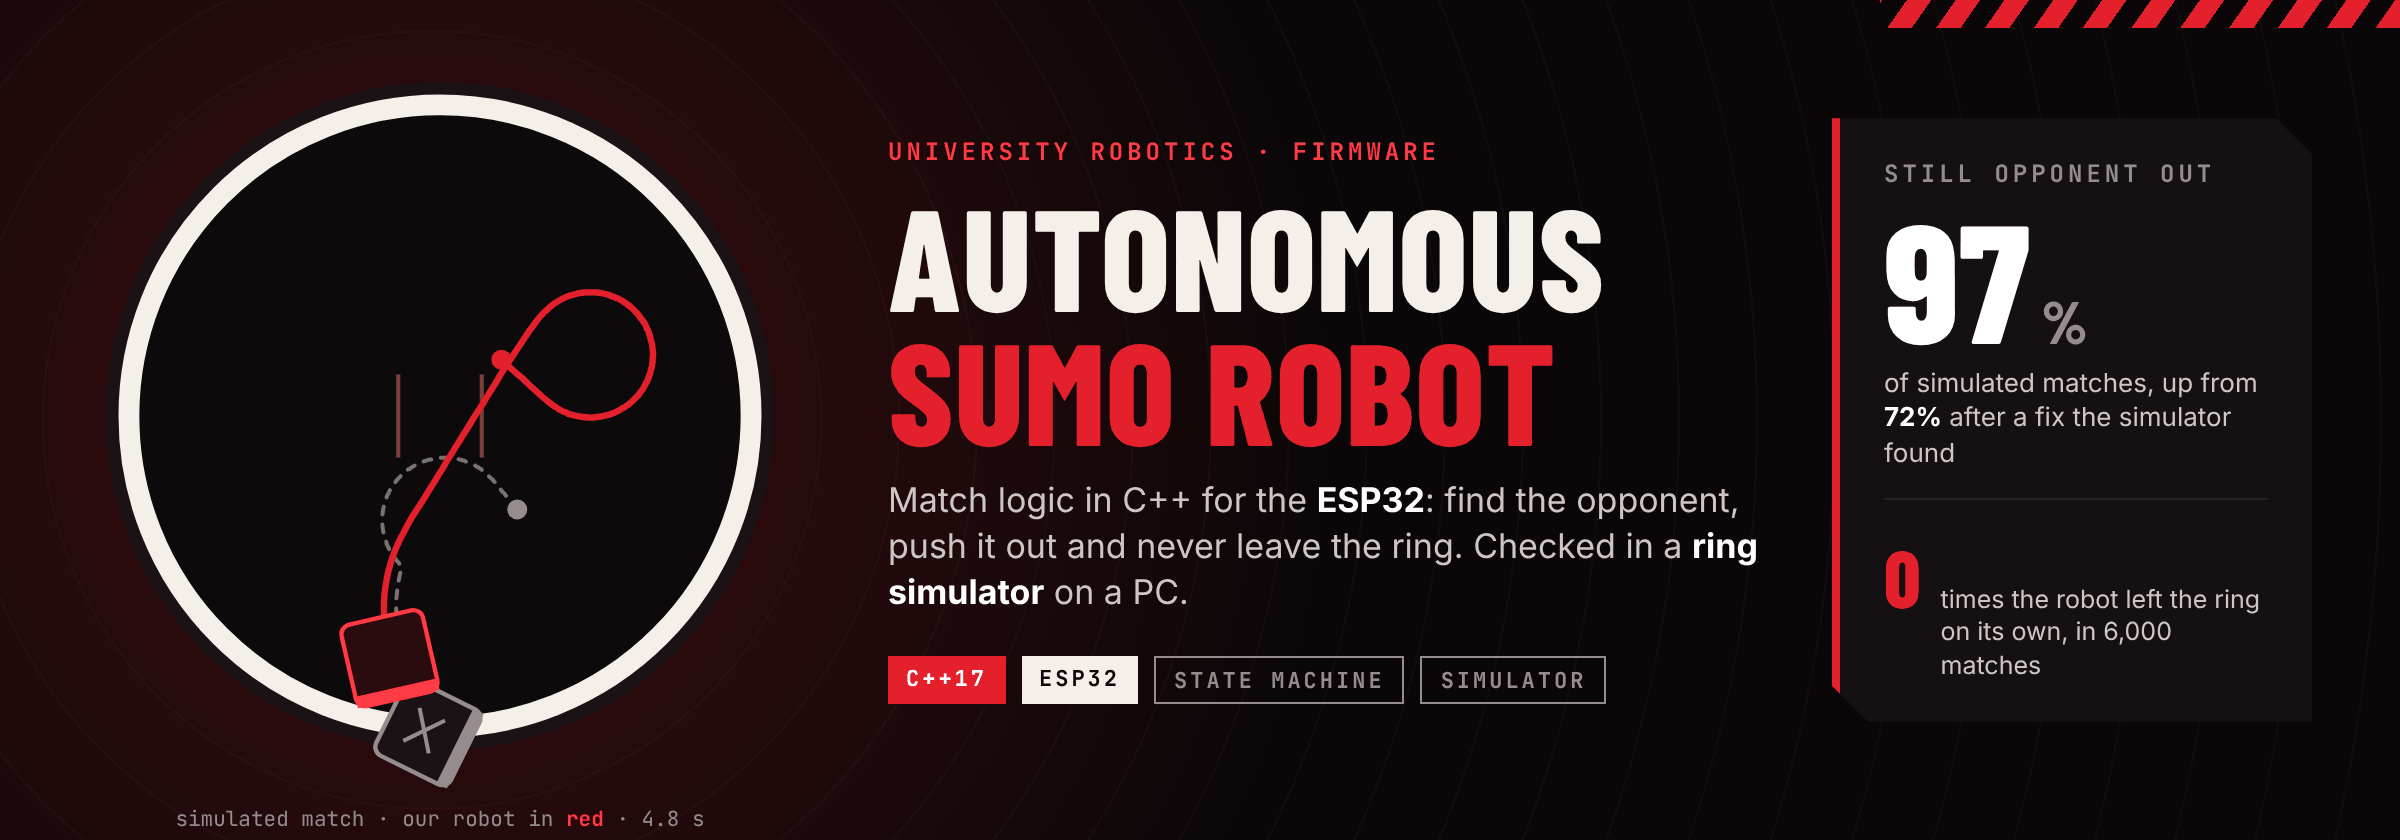 UNIVERSITY ROBOTICS · FIRMWARE
AUTONOMOUS
SUMO ROBOT
Match logic in C++ for the ESP32: find the opponent,
push it out and never leave the ring. Checked in a ring
simulator on a PC.
C++17
ESP32
STATE MACHINE
SIMULATOR
STILL OPPONENT OUT
97 %
of simulated matches, up from
72% after a fix the simulator
found
0
times the robot left the ring
on its own, in 6,000
matches
simulated match · our robot in red · 4.8 s